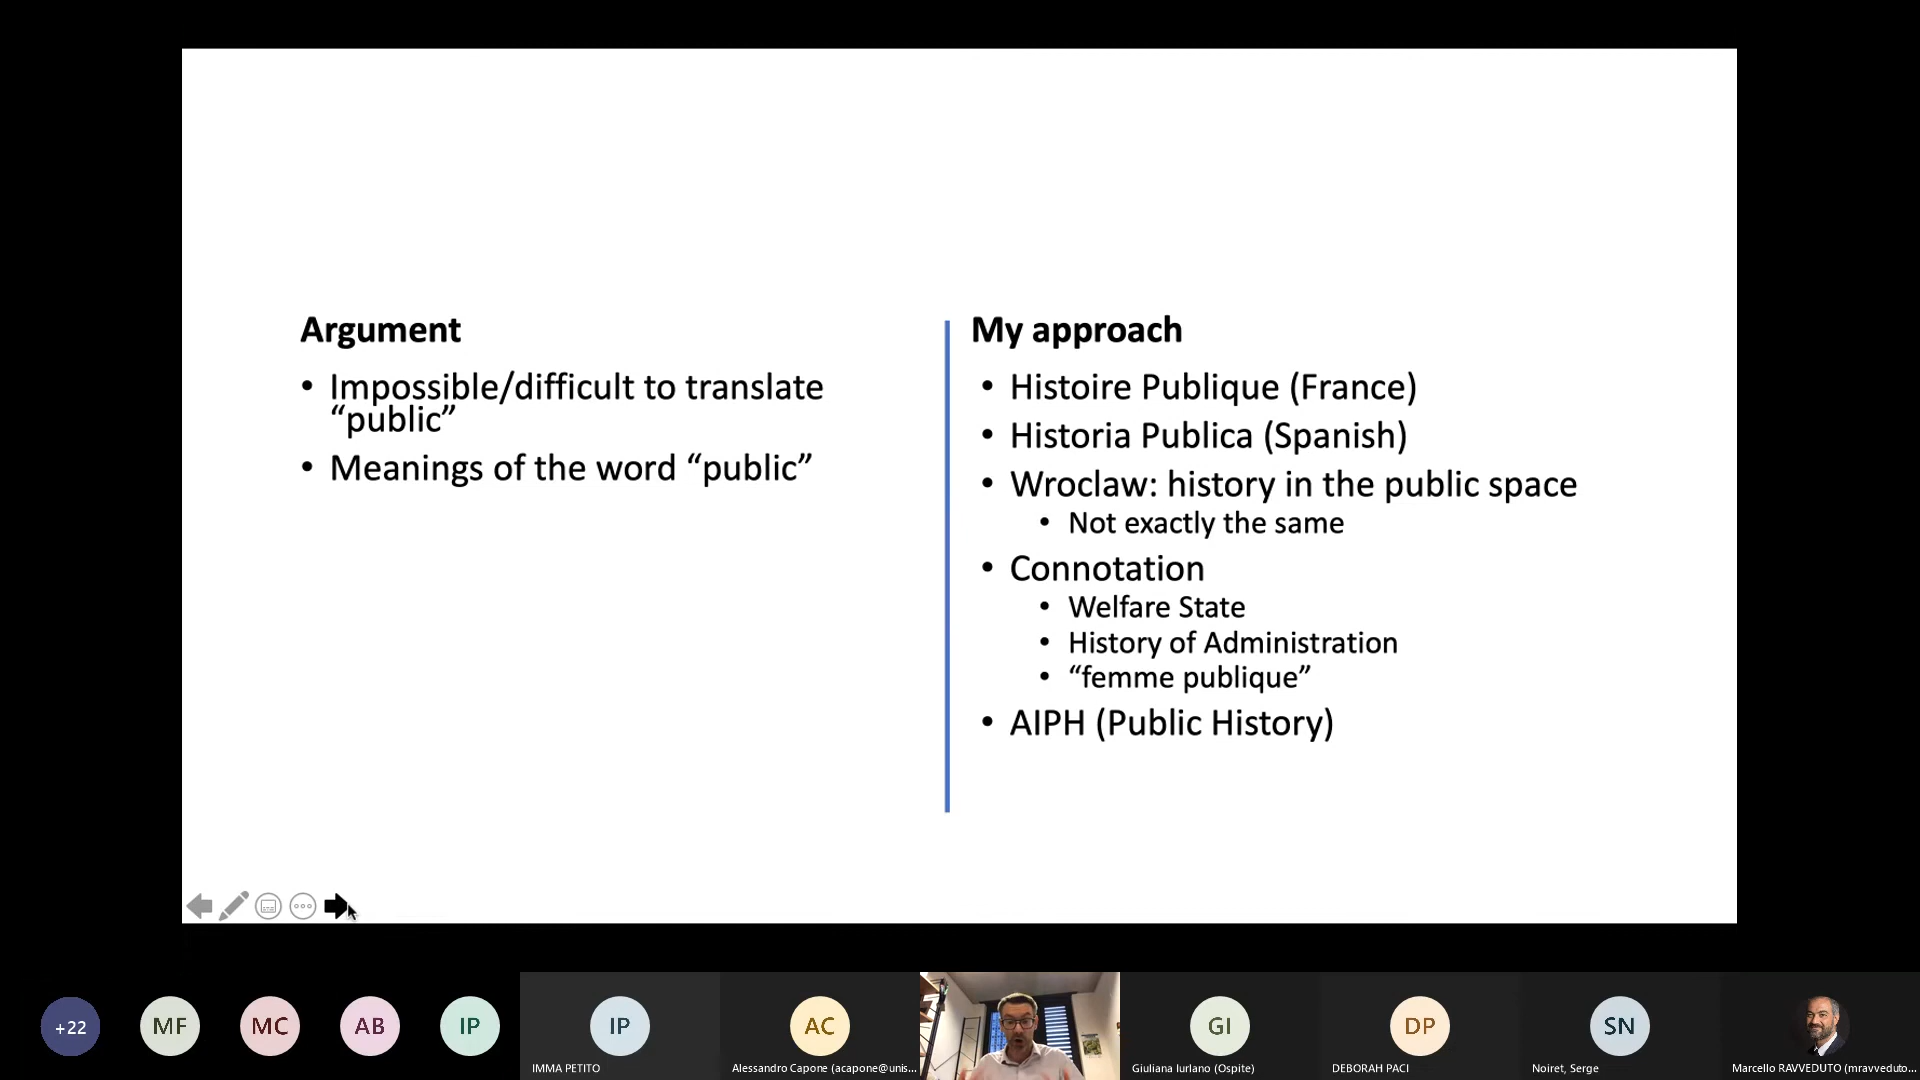 Argument
• Impossible/difficult to translate
“public”
• Meanings of the word “public”
My approach
• Histoire Publique (France)
• Historia Publica (Spanish)
• Wroclaw: history in the public space
• Not exactly the same
• Connotation
• Welfare State
• History of Administration
• “femme publique”
• AIPH (Public History)
+22
MF
MC
AB
IP
IP
IMMA PETITO
AC
Alessandro Capone (acapone@unis...
GI
Giuliana Iurlano (Ospite)
DP
DEBORAH PACI
SN
Noiret, Serge
Marcello RAVVEDUTO (mravveduto...